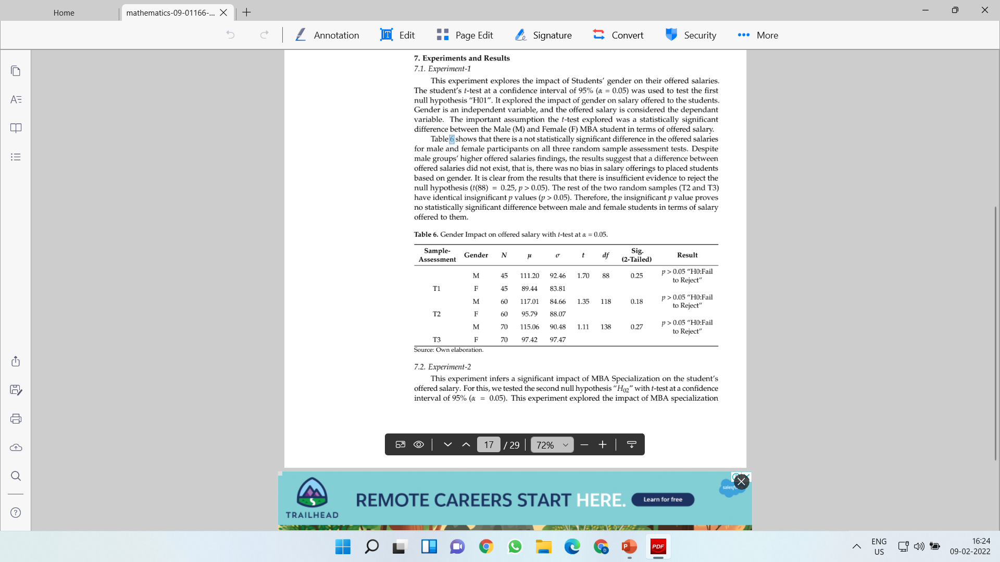 Home
mathematics-09-01166-...
Annotation
Edit
Page Edit
Signature
Convert
Security
More
7. Experiments and Results
7.1. Experiment-1
This experiment explores the impact of Students' gender on their offered salaries.
The student's t-test at a confidence interval of 95% (α = 0.05) was used to test the first
null hypothesis "H01". It explored the impact of gender on salary offered to the students.
Gender is an independent variable, and the offered salary is considered the dependant
variable. The important assumption the t-test explored was a statistically significant
difference between the Male (M) and Female (F) MBA student in terms of offered salary.
Table 6 shows that there is a not statistically significant difference in the offered salaries
for male and female participants on all three random sample assessment tests. Despite
male groups' higher offered salaries findings, the results suggest that a difference between
offered salaries did not exist, that is, there was no bias in salary offerings to placed students
based on gender. It is clear from the results that there is insufficient evidence to reject the
null hypothesis (t(88) = 0.25, p > 0.05). The rest of the two random samples (T2 and T3)
have identical insignificant p values (p > 0.05). Therefore, the insignificant p value proves
no statistically significant difference between male and female students in terms of salary
offered to them.
Table 6. Gender Impact on offered salary with t-test at α = 0.05.
Sample-Assessment Gender N μ σ t df Sig. (2-Tailed) Result
M 45 111.20 92.46 1.70 88 0.25 p > 0.05 "H0:Fail to Reject"
T1 F 45 89.44 83.81
M 60 117.01 84.66 1.35 118 0.18 p > 0.05 "H0:Fail to Reject"
T2 F 60 95.79 88.07
M 70 115.06 90.48 1.11 138 0.27 p > 0.05 "H0:Fail to Reject"
T3 F 70 97.42 97.47
Source: Own elaboration.
7.2. Experiment-2
This experiment infers a significant impact of MBA Specialization on the student's
offered salary. For this, we tested the second null hypothesis "H02" with t-test at a confidence
interval of 95% (α = 0.05). This experiment explored the impact of MBA specialization
17 / 29
72%
TRAILHEAD
REMOTE CAREERS START HERE.
Learn for free
ENG
US
16:24
09-02-2022